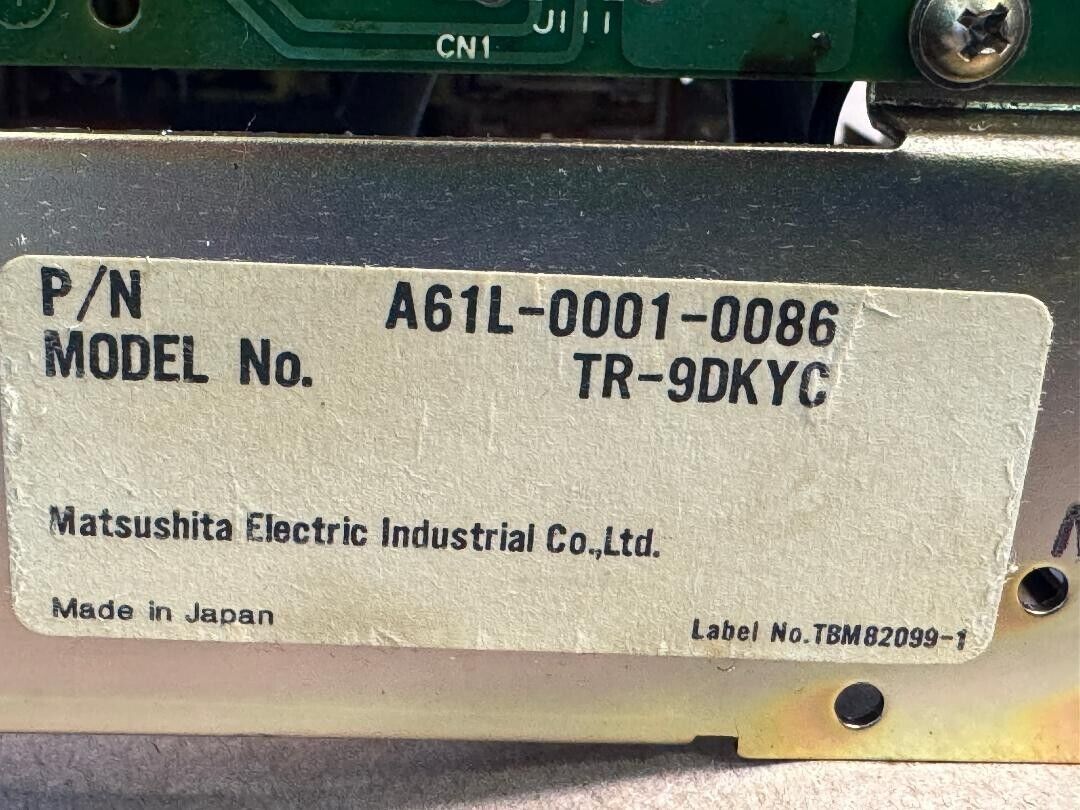 J111
CN1
P/N A61L-0001-0086
MODEL No. TR-9DKYC
Matsushita Electric Industrial Co.,Ltd.
Made in Japan
Label No.TBM82099-1